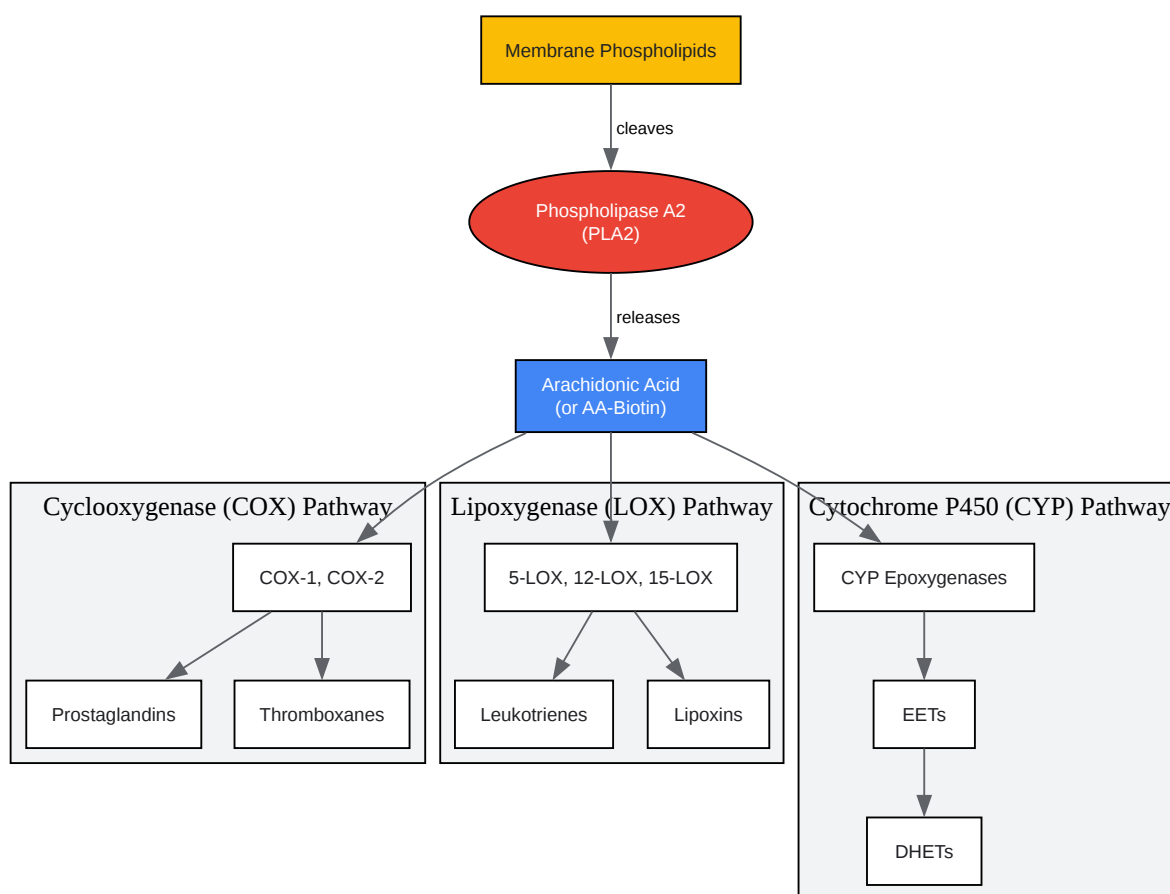 Membrane Phospholipids
cleaves
Phospholipase A2
(PLA2)
releases
Arachidonic Acid
(or AA-Biotin)
Cyclooxygenase (COX) Pathway
COX-1, COX-2
Prostaglandins
Thromboxanes
Lipoxygenase (LOX) Pathway
5-LOX, 12-LOX, 15-LOX
Leukotrienes
Lipoxins
Cytochrome P450 (CYP) Pathway
CYP Epoxygenases
EETs
DHETs